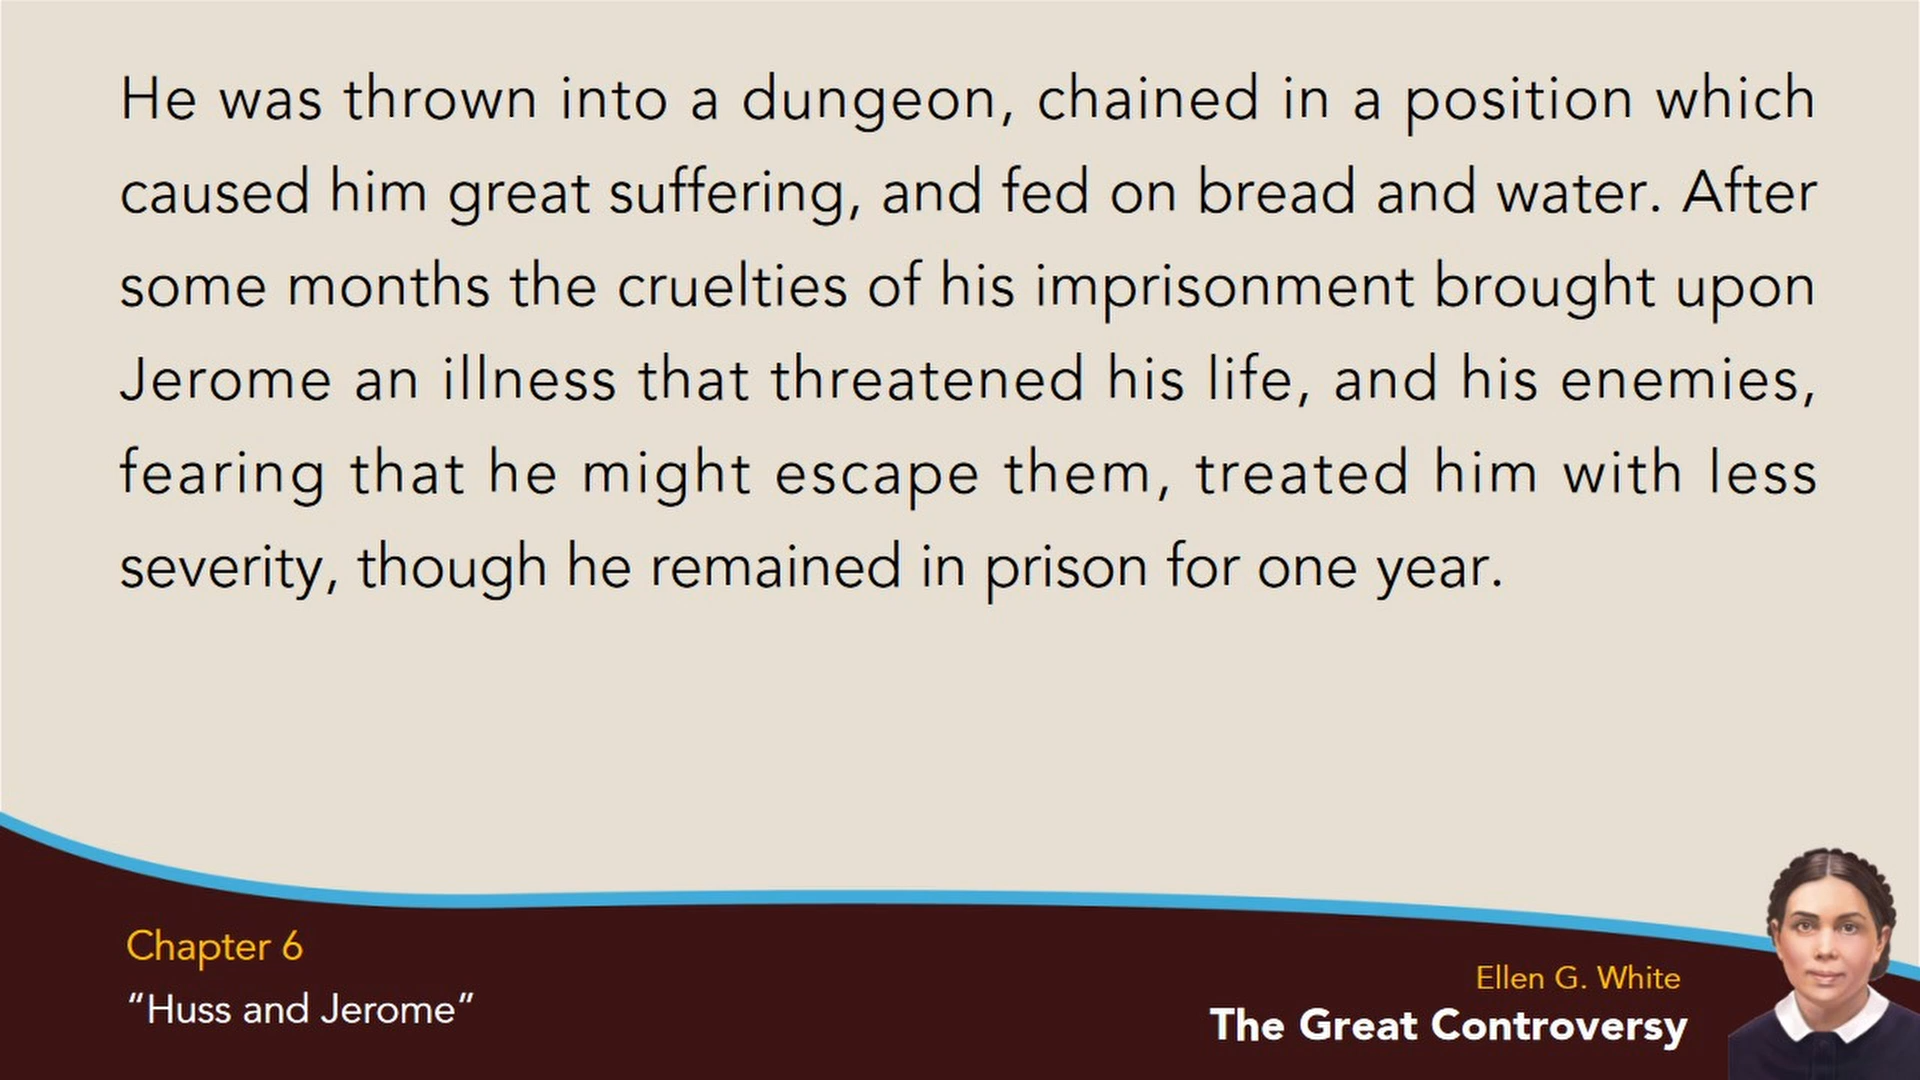 He was thrown into a dungeon, chained in a position which
caused him great suffering, and fed on bread and water. After
some months the cruelties of his imprisonment brought upon
Jerome an illness that threatened his life, and his enemies,
fearing that he might escape them, treated him with less
severity, though he remained in prison for one year.
Chapter 6
“Huss and Jerome”
Ellen G. White
The Great Controversy